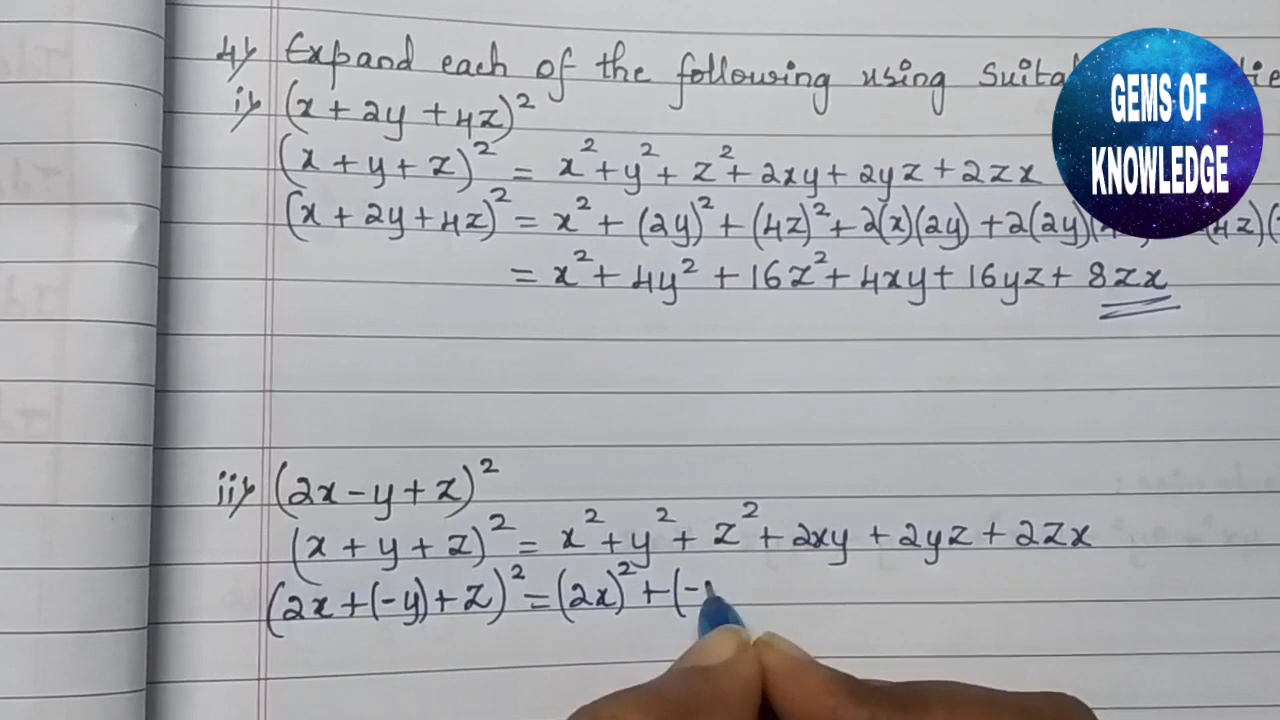 4) Expand each of the following using
i) (x + 2y + 4z)²
(x + y + z)² = x² + y² + z² + 2xy + 2yz + 2zx
(x + 2y + 4z)² = x² + (2y)² + (4z)² + 2(x)(2y) + 2(2y)(
= x² + 4y² + 16z² + 4xy + 16yz + 8zx
ii) (2x - y + z)²
(x + y + z)² = x² + y² + z² + 2xy + 2yz + 2zx
(2x + (-y) + z)² = (2x)² + (-
GEMS OF
KNOWLEDGE